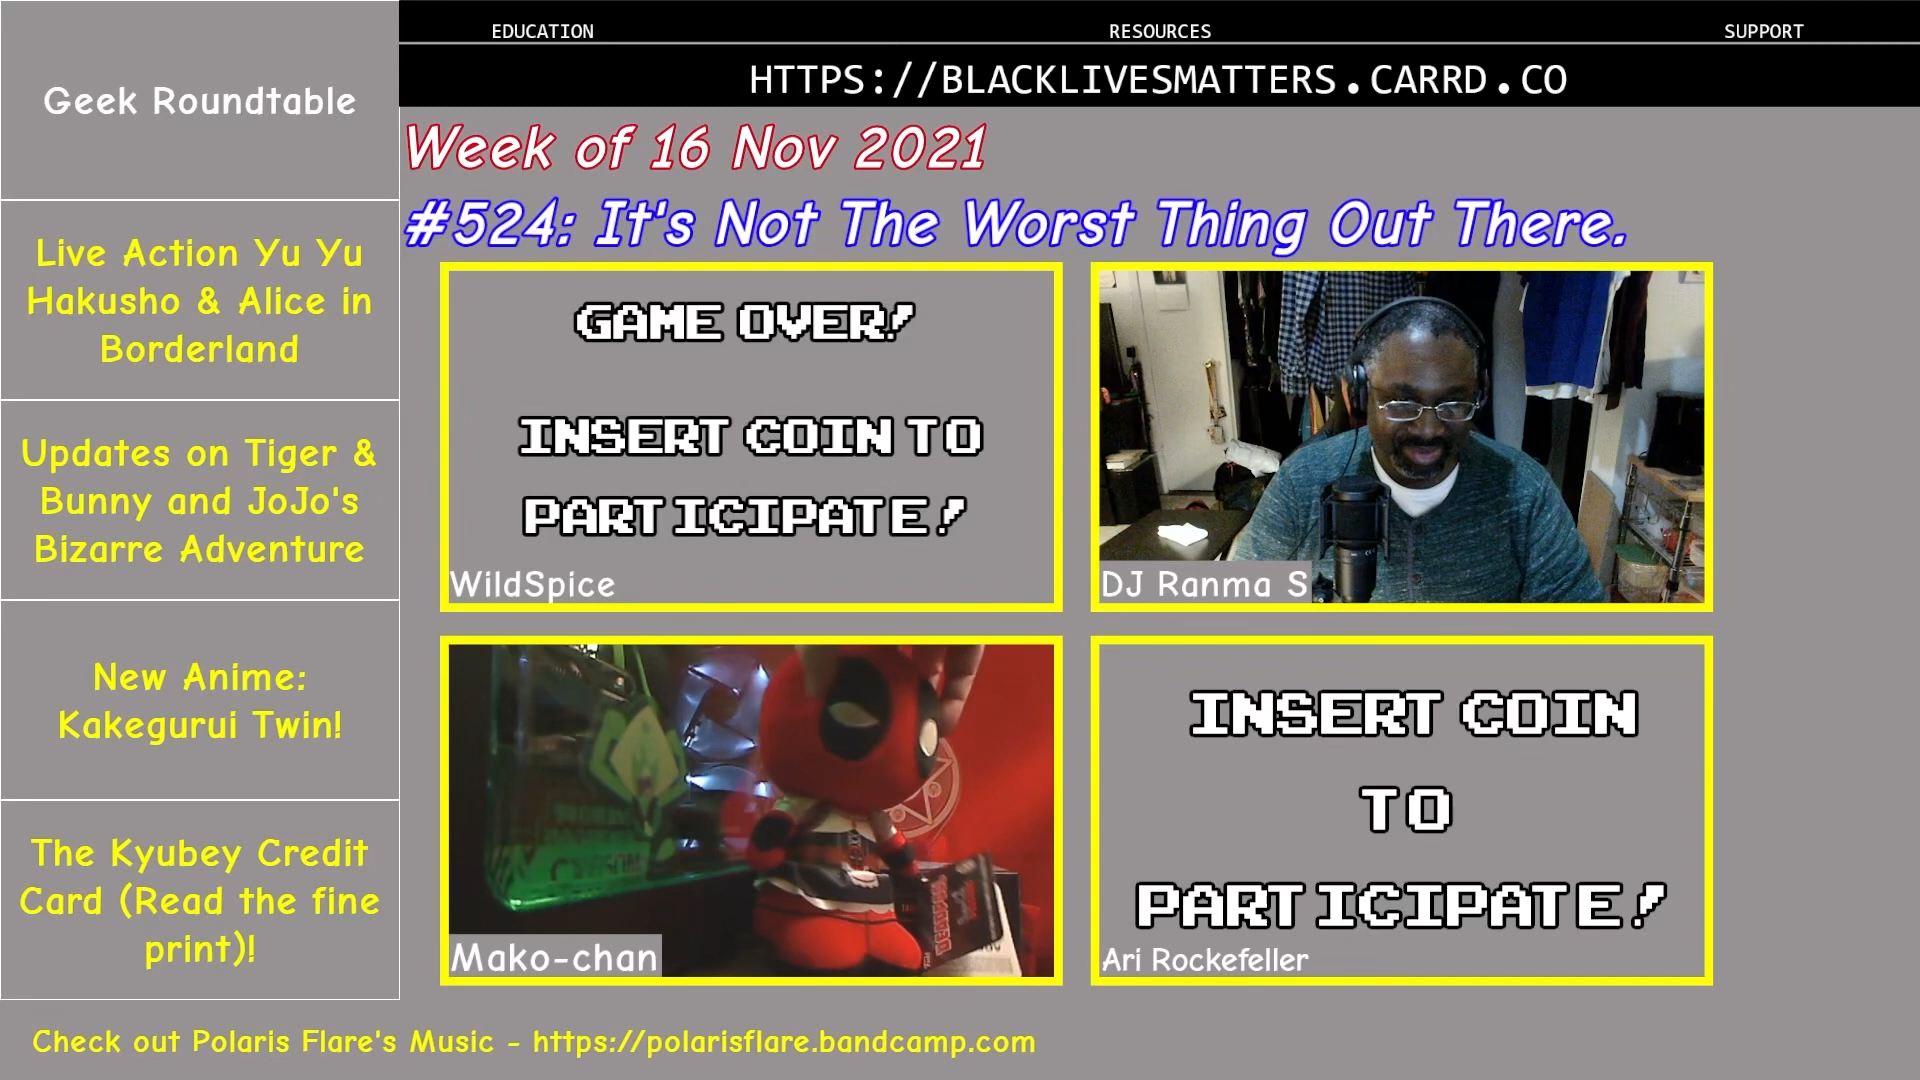 EDUCATION
RESOURCES
SUPPORT
HTTPS://BLACKLIVESMATTERS.CARRD.CO
Geek Roundtable
Week of 16 Nov 2021
#524: It's Not The Worst Thing Out There.
Live Action Yu Yu
Hakusho & Alice in
Borderland
Updates on Tiger &
Bunny and JoJo's
Bizarre Adventure
New Anime:
Kakegurui Twin!
The Kyubey Credit
Card (Read the fine
print)!
GAME OVER!
INSERT COIN TO
PARTICIPATE!
WildSpice
DJ Ranma S
Mako-chan
INSERT COIN
TO
PARTICIPATE!
Ari Rockefeller
Check out Polaris Flare's Music - https://polarisflare.bandcamp.com